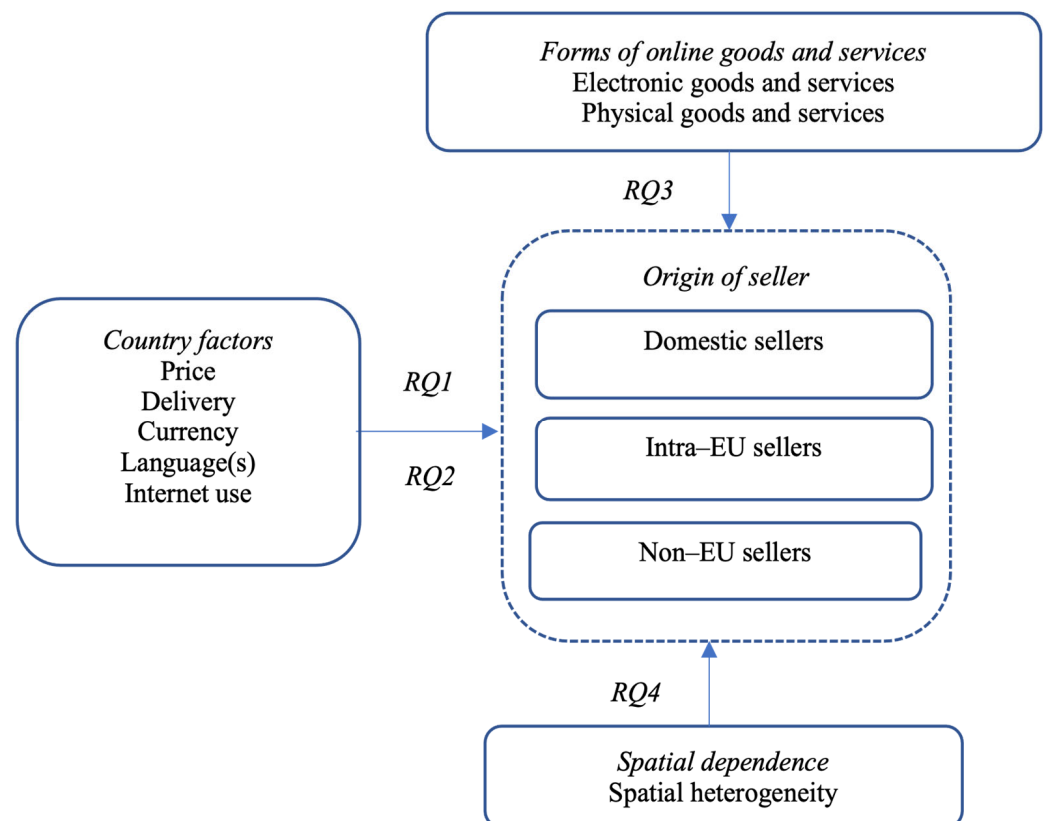 Forms of online goods and services
Electronic goods and services
Physical goods and services
RQ3
Origin of seller
Domestic sellers
Intra–EU sellers
Non–EU sellers
Country factors
Price
Delivery
Currency
Language(s)
Internet use
RQ1
RQ2
RQ4
Spatial dependence
Spatial heterogeneity